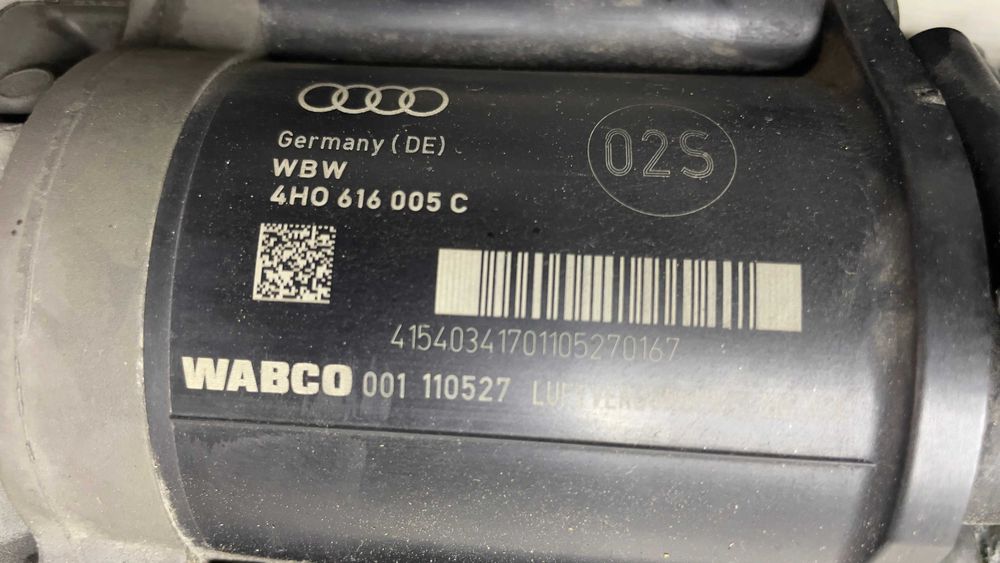 Germany (DE)
WBW
4H0 616 005 C
02S
41540341701105270167
WABCO 001 110527